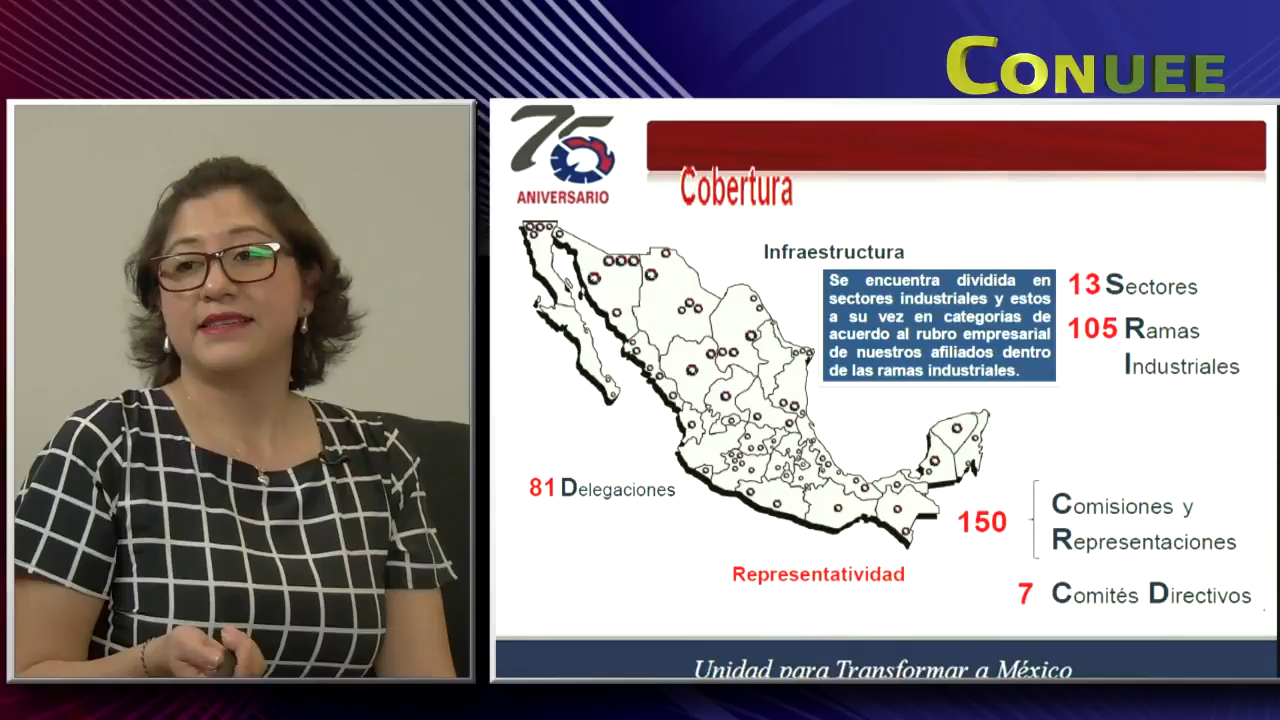 CONUEE
75
ANIVERSARIO
Cobertura
Infraestructura
Se encuentra dividida en
sectores industriales y estos
a su vez en categorias de
acuerdo al rubro empresarial
de nuestros afiliados dentro
de las ramas industriales.
13 Sectores
105 Ramas
Industriales
81 Delegaciones
150
Comisiones y
Representaciones
Representatividad
7 Comités Directivos
Unidad para Transformar a México